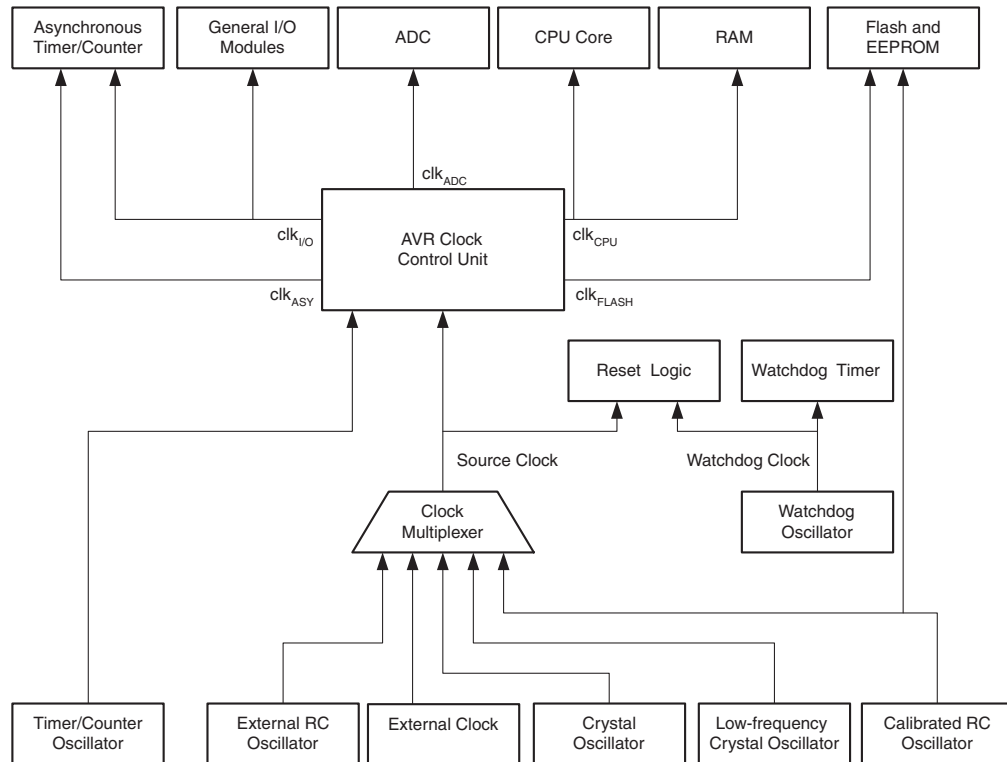 Asynchronous
Timer/Counter
General I/O
Modules
ADC
CPU Core
RAM
Flash and
EEPROM
clkADC
clkI/O
AVR Clock
Control Unit
clkCPU
clkASY
clkFLASH
Reset Logic
Watchdog Timer
Source Clock
Watchdog Clock
Clock
Multiplexer
Watchdog
Oscillator
Timer/Counter
Oscillator
External RC
Oscillator
External Clock
Crystal
Oscillator
Low-frequency
Crystal Oscillator
Calibrated RC
Oscillator